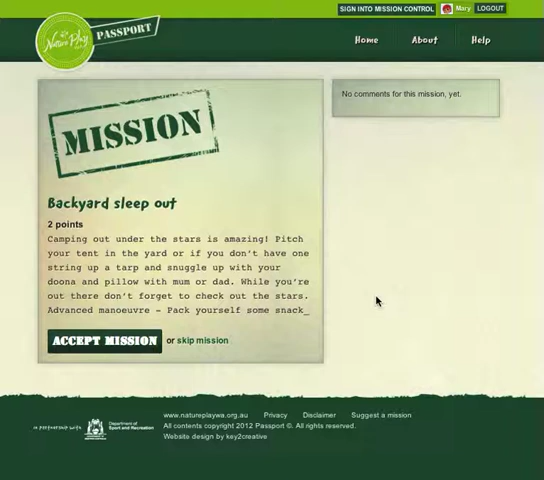 SIGN INTO MISSION CONTROL Mary LOGOUT
Nature Play PASSPORT
Home About Help
MISSION
No comments for this mission, yet.
Backyard sleep out
2 points
Camping out under the stars is amazing! Pitch
your tent in the yard or if you don't have one
string up a tarp and snuggle up with your
doona and pillow with mum or dad. While you're
out there don't forget to check out the stars.
Advanced manoeuvre - Pack yourself some snack_
ACCEPT MISSION or skip mission
www.natureplaywa.org.au Privacy Disclaimer Suggest a mission
in partnership with
Department of
Sport and Recreation
All contents copyright 2012 Passport ©. All rights reserved.
Website design by key2creative